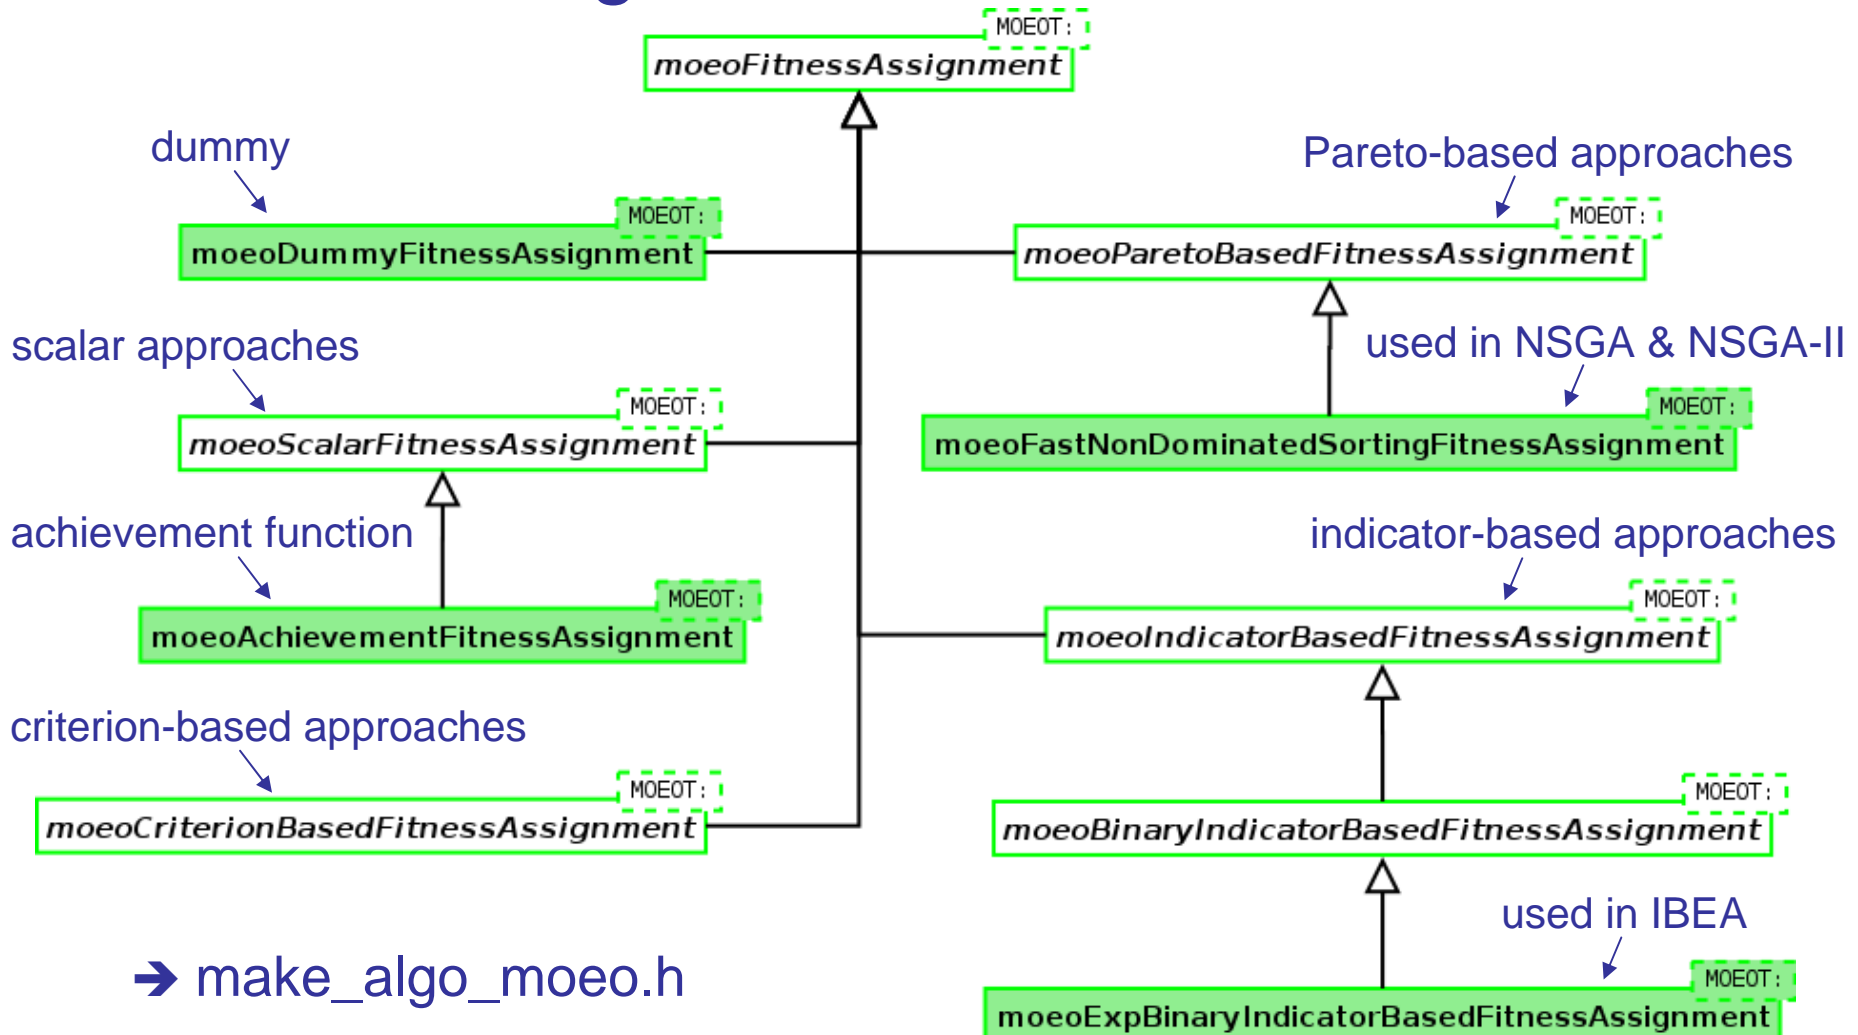 MOEOT:
moeoFitnessAssignment
dummy
Pareto-based approaches
MOEOT:
moeoDummyFitnessAssignment
MOEOT:
moeoParetoBasedFitnessAssignment
scalar approaches
used in NSGA & NSGA-II
MOEOT:
moeoScalarFitnessAssignment
MOEOT:
moeoFastNonDominatedSortingFitnessAssignment
achievement function
indicator-based approaches
MOEOT:
moeoAchievementFitnessAssignment
MOEOT:
moeoIndicatorBasedFitnessAssignment
criterion-based approaches
MOEOT:
moeoCriterionBasedFitnessAssignment
MOEOT:
moeoBinaryIndicatorBasedFitnessAssignment
used in IBEA
➔ make_algo_moeo.h
MOEOT:
moeoExpBinaryIndicatorBasedFitnessAssignment